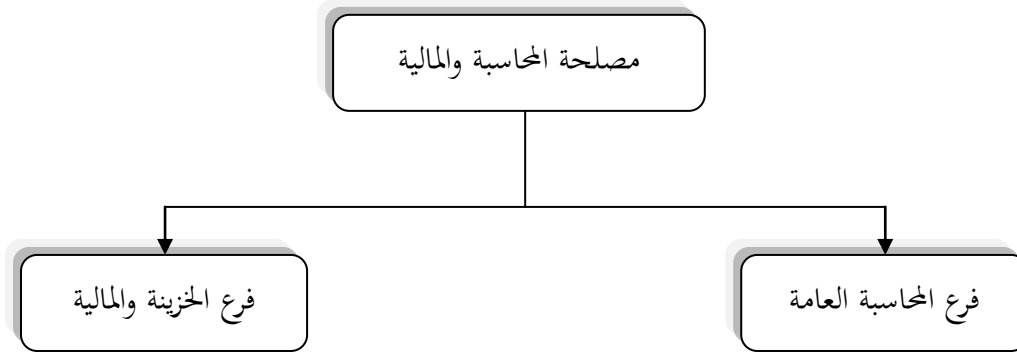 مصلحة المحاسبة والمالية
فرع المحاسبة العامة
فرع الخزينة والمالية